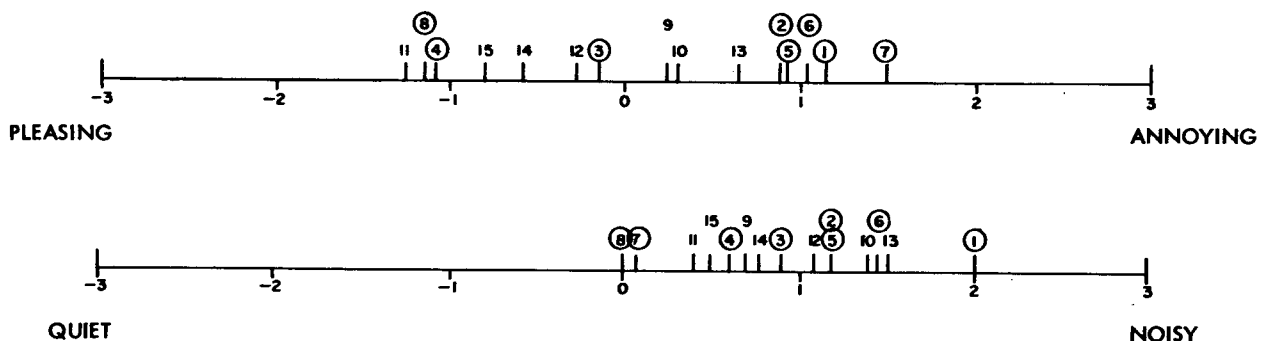 8 9 2 6
11 4 15 14 12 3 10 13 5 1 7
-3 -2 -1 0 1 2 3
PLEASING ANNOYING
15 9 2 6
8 7 11 4 14 3 12 5 10 13 1
-3 -2 -1 0 1 2 3
QUIET NOISY